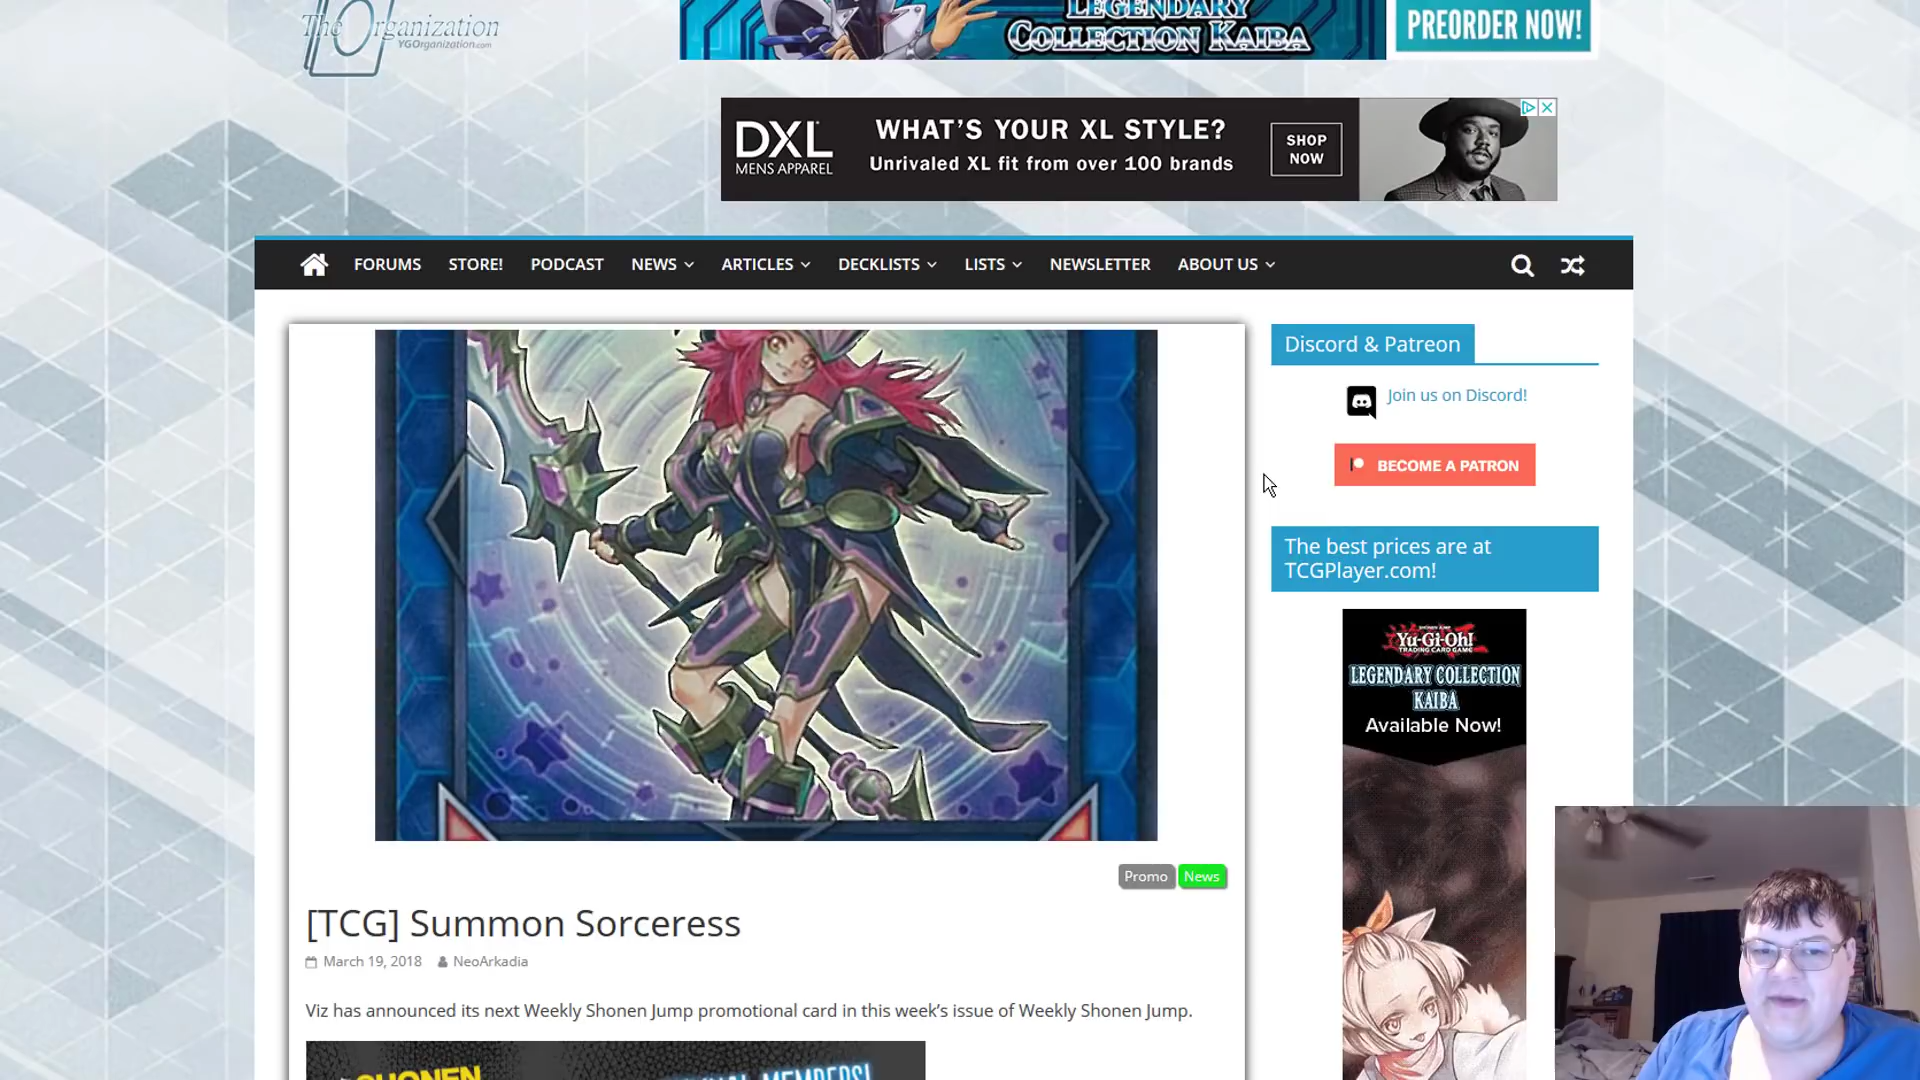 The Organization
YGOrganization.com
LEGENDARY
COLLECTION KAIBA
PREORDER NOW!
DXL
MENS APPAREL
WHAT'S YOUR XL STYLE?
Unrivaled XL fit from over 100 brands
SHOP
NOW
FORUMS
STORE!
PODCAST
NEWS
ARTICLES
DECKLISTS
LISTS
NEWSLETTER
ABOUT US
Discord & Patreon
Join us on Discord!
BECOME A PATRON
The best prices are at
TCGPlayer.com!
SHONEN JUMP
Yu-Gi-Oh!
TRADING CARD GAME
LEGENDARY COLLECTION
KAIBA
Available Now!
Promo
News
[TCG] Summon Sorceress
March 19, 2018
NeoArkadia
Viz has announced its next Weekly Shonen Jump promotional card in this week's issue of Weekly Shonen Jump.
SHONEN
MEMBERS!